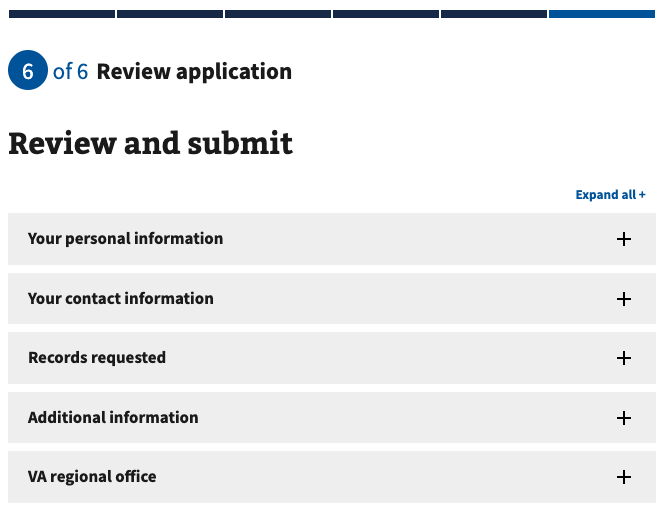 6 of 6 Review application
Review and submit
Expand all +
Your personal information
Your contact information
Records requested
Additional information
VA regional office